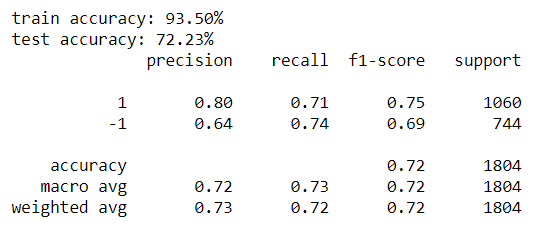 train accuracy: 93.50%
test accuracy: 72.23%
precision recall f1-score support
1 0.80 0.71 0.75 1060
-1 0.64 0.74 0.69 744
accuracy 0.72 1804
macro avg 0.72 0.73 0.72 1804
weighted avg 0.73 0.72 0.72 1804